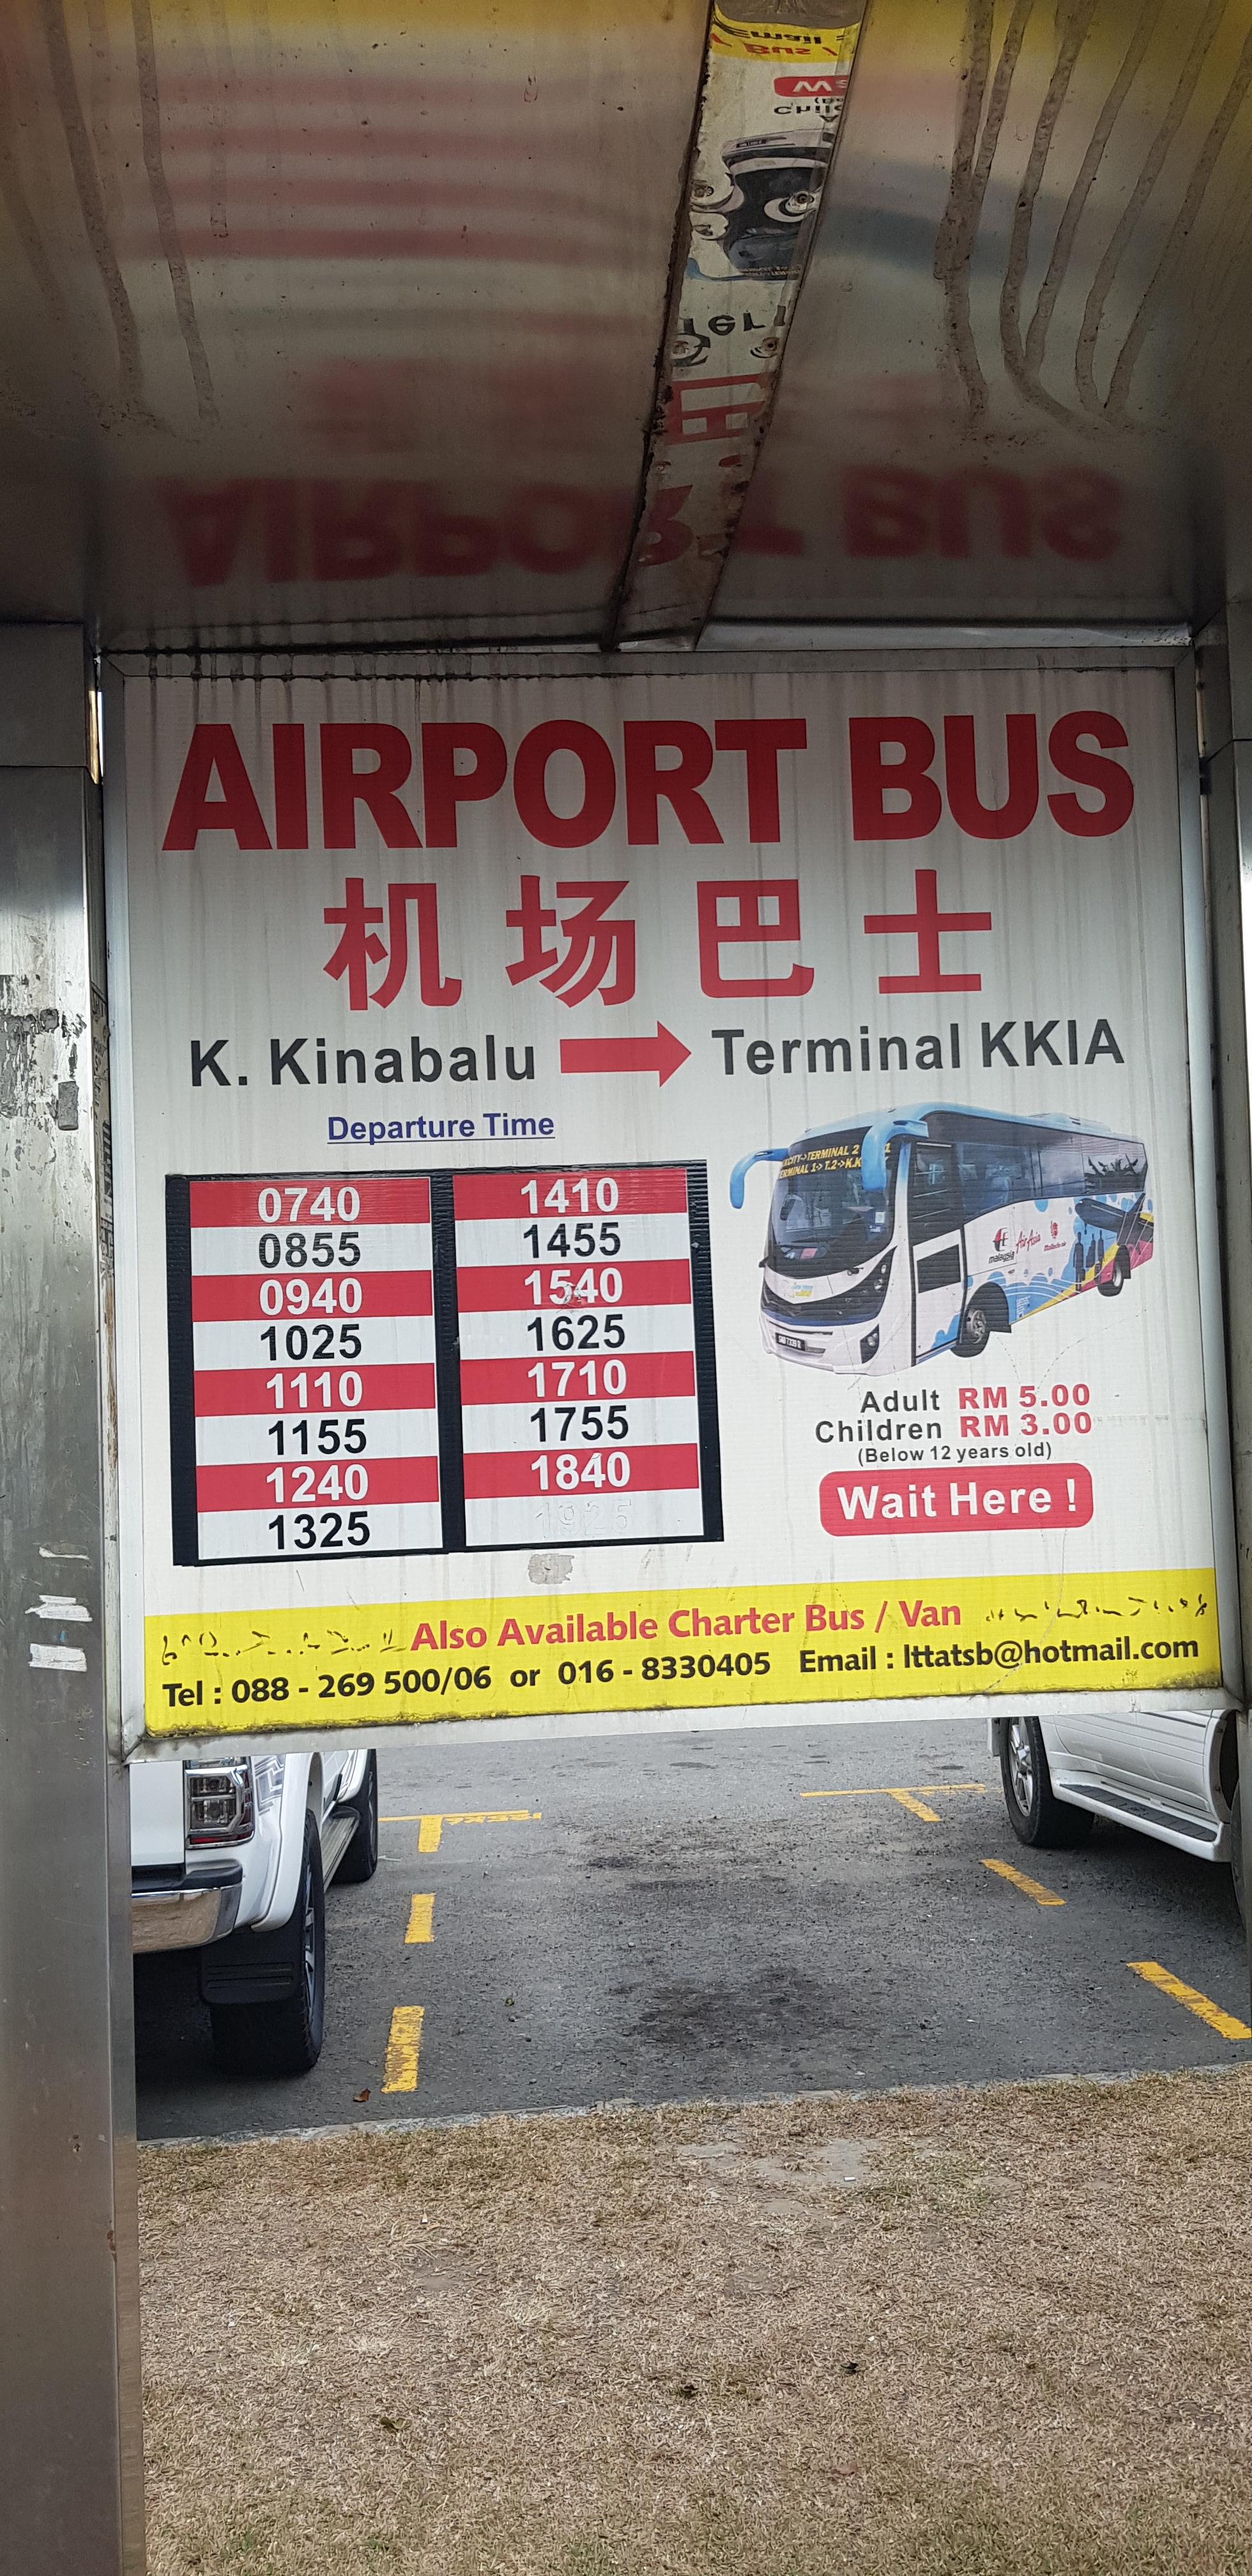 AIRPORT BUS
机场巴士
K. Kinabalu Terminal KKIA
Departure Time
0740
0855
0940
1025
1110
1155
1240
1325
1410
1455
1540
1625
1710
1755
1840
1925
Adult RM 5.00
Children RM 3.00
(Below 12 years old)
Wait Here !
Also Available Charter Bus / Van
Tel : 088 - 269 500/06 or 016 - 8330405 Email : lttatsb@hotmail.com